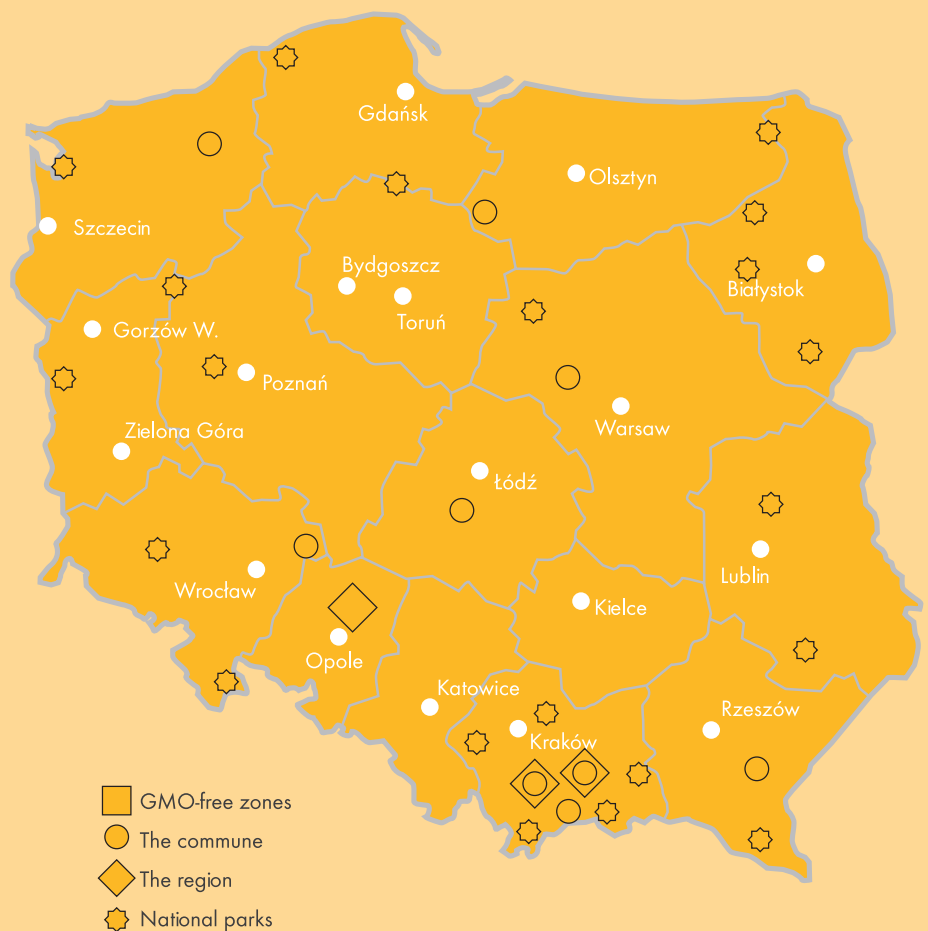 Gdańsk
Olsztyn
Szczecin
Bydgoszcz
Białystok
Toruń
Gorzów W.
Poznań
Warsaw
Zielona Góra
Łódź
Lublin
Wrocław
Kielce
Opole
Katowice
Rzeszów
Kraków
GMO-free zones
The commune
The region
National parks